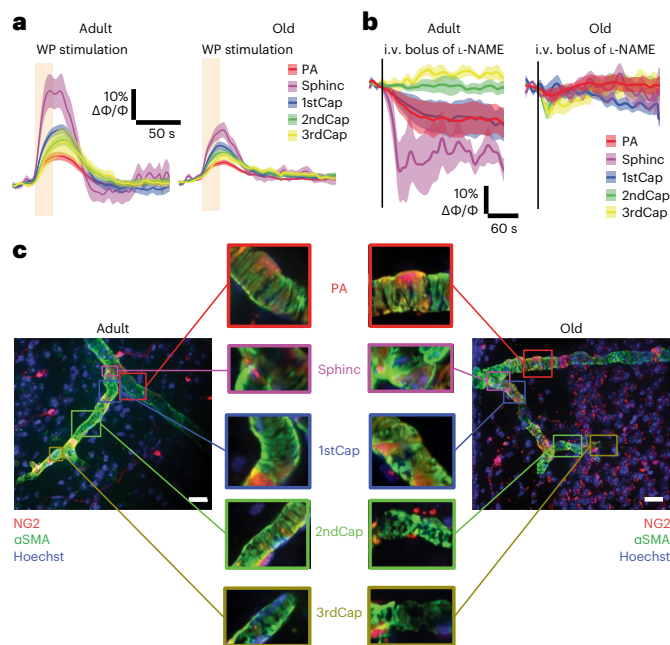 a
Adult
WP stimulation
10%
ΔΦ/Φ
50 s
Old
WP stimulation
PA
Sphinc
1stCap
2ndCap
3rdCap
b
Adult
i.v. bolus of L-NAME
10%
ΔΦ/Φ
60 s
Old
i.v. bolus of L-NAME
PA
Sphinc
1stCap
2ndCap
3rdCap
c
Adult
NG2
αSMA
Hoechst
PA
Sphinc
1stCap
2ndCap
3rdCap
Old
NG2
αSMA
Hoechst